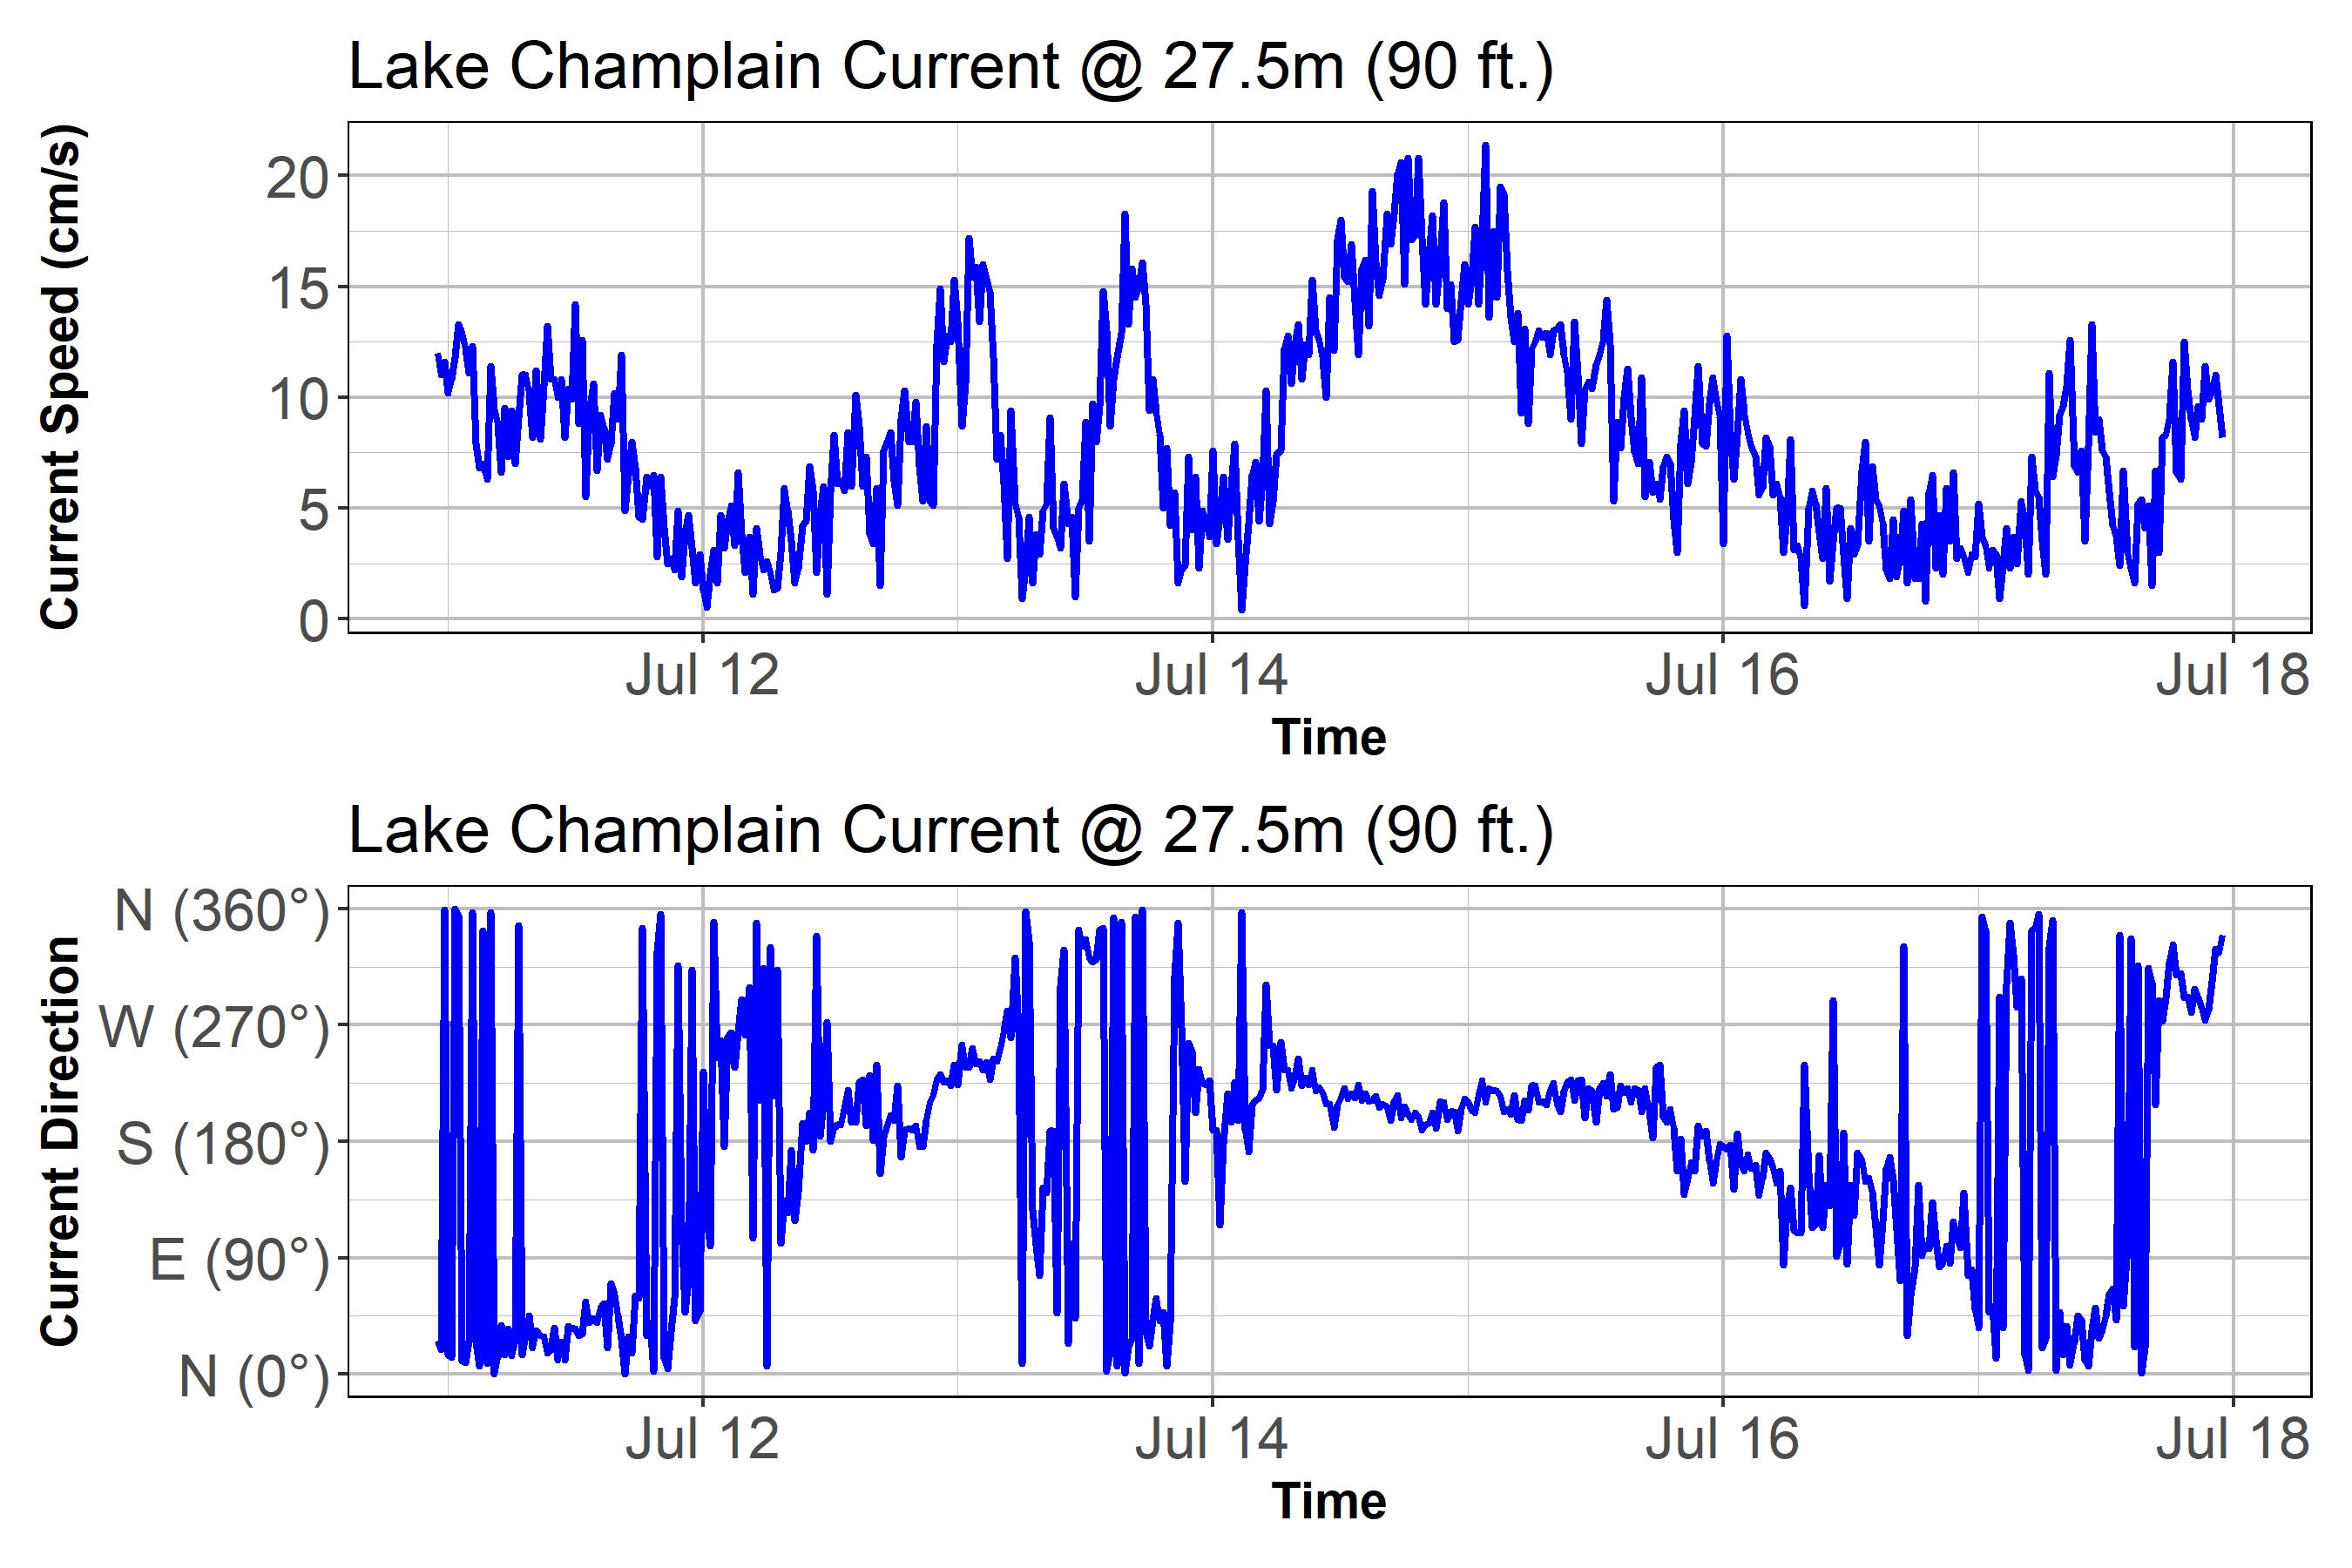 Lake Champlain Current @ 27.5m (90 ft.)
Current Speed (cm/s)
20
15
10
5
0
Jul 12 Jul 14 Jul 16 Jul 18
Time
Lake Champlain Current @ 27.5m (90 ft.)
Current Direction
N (360°)
W (270°)
S (180°)
E (90°)
N (0°)
Jul 12 Jul 14 Jul 16 Jul 18
Time